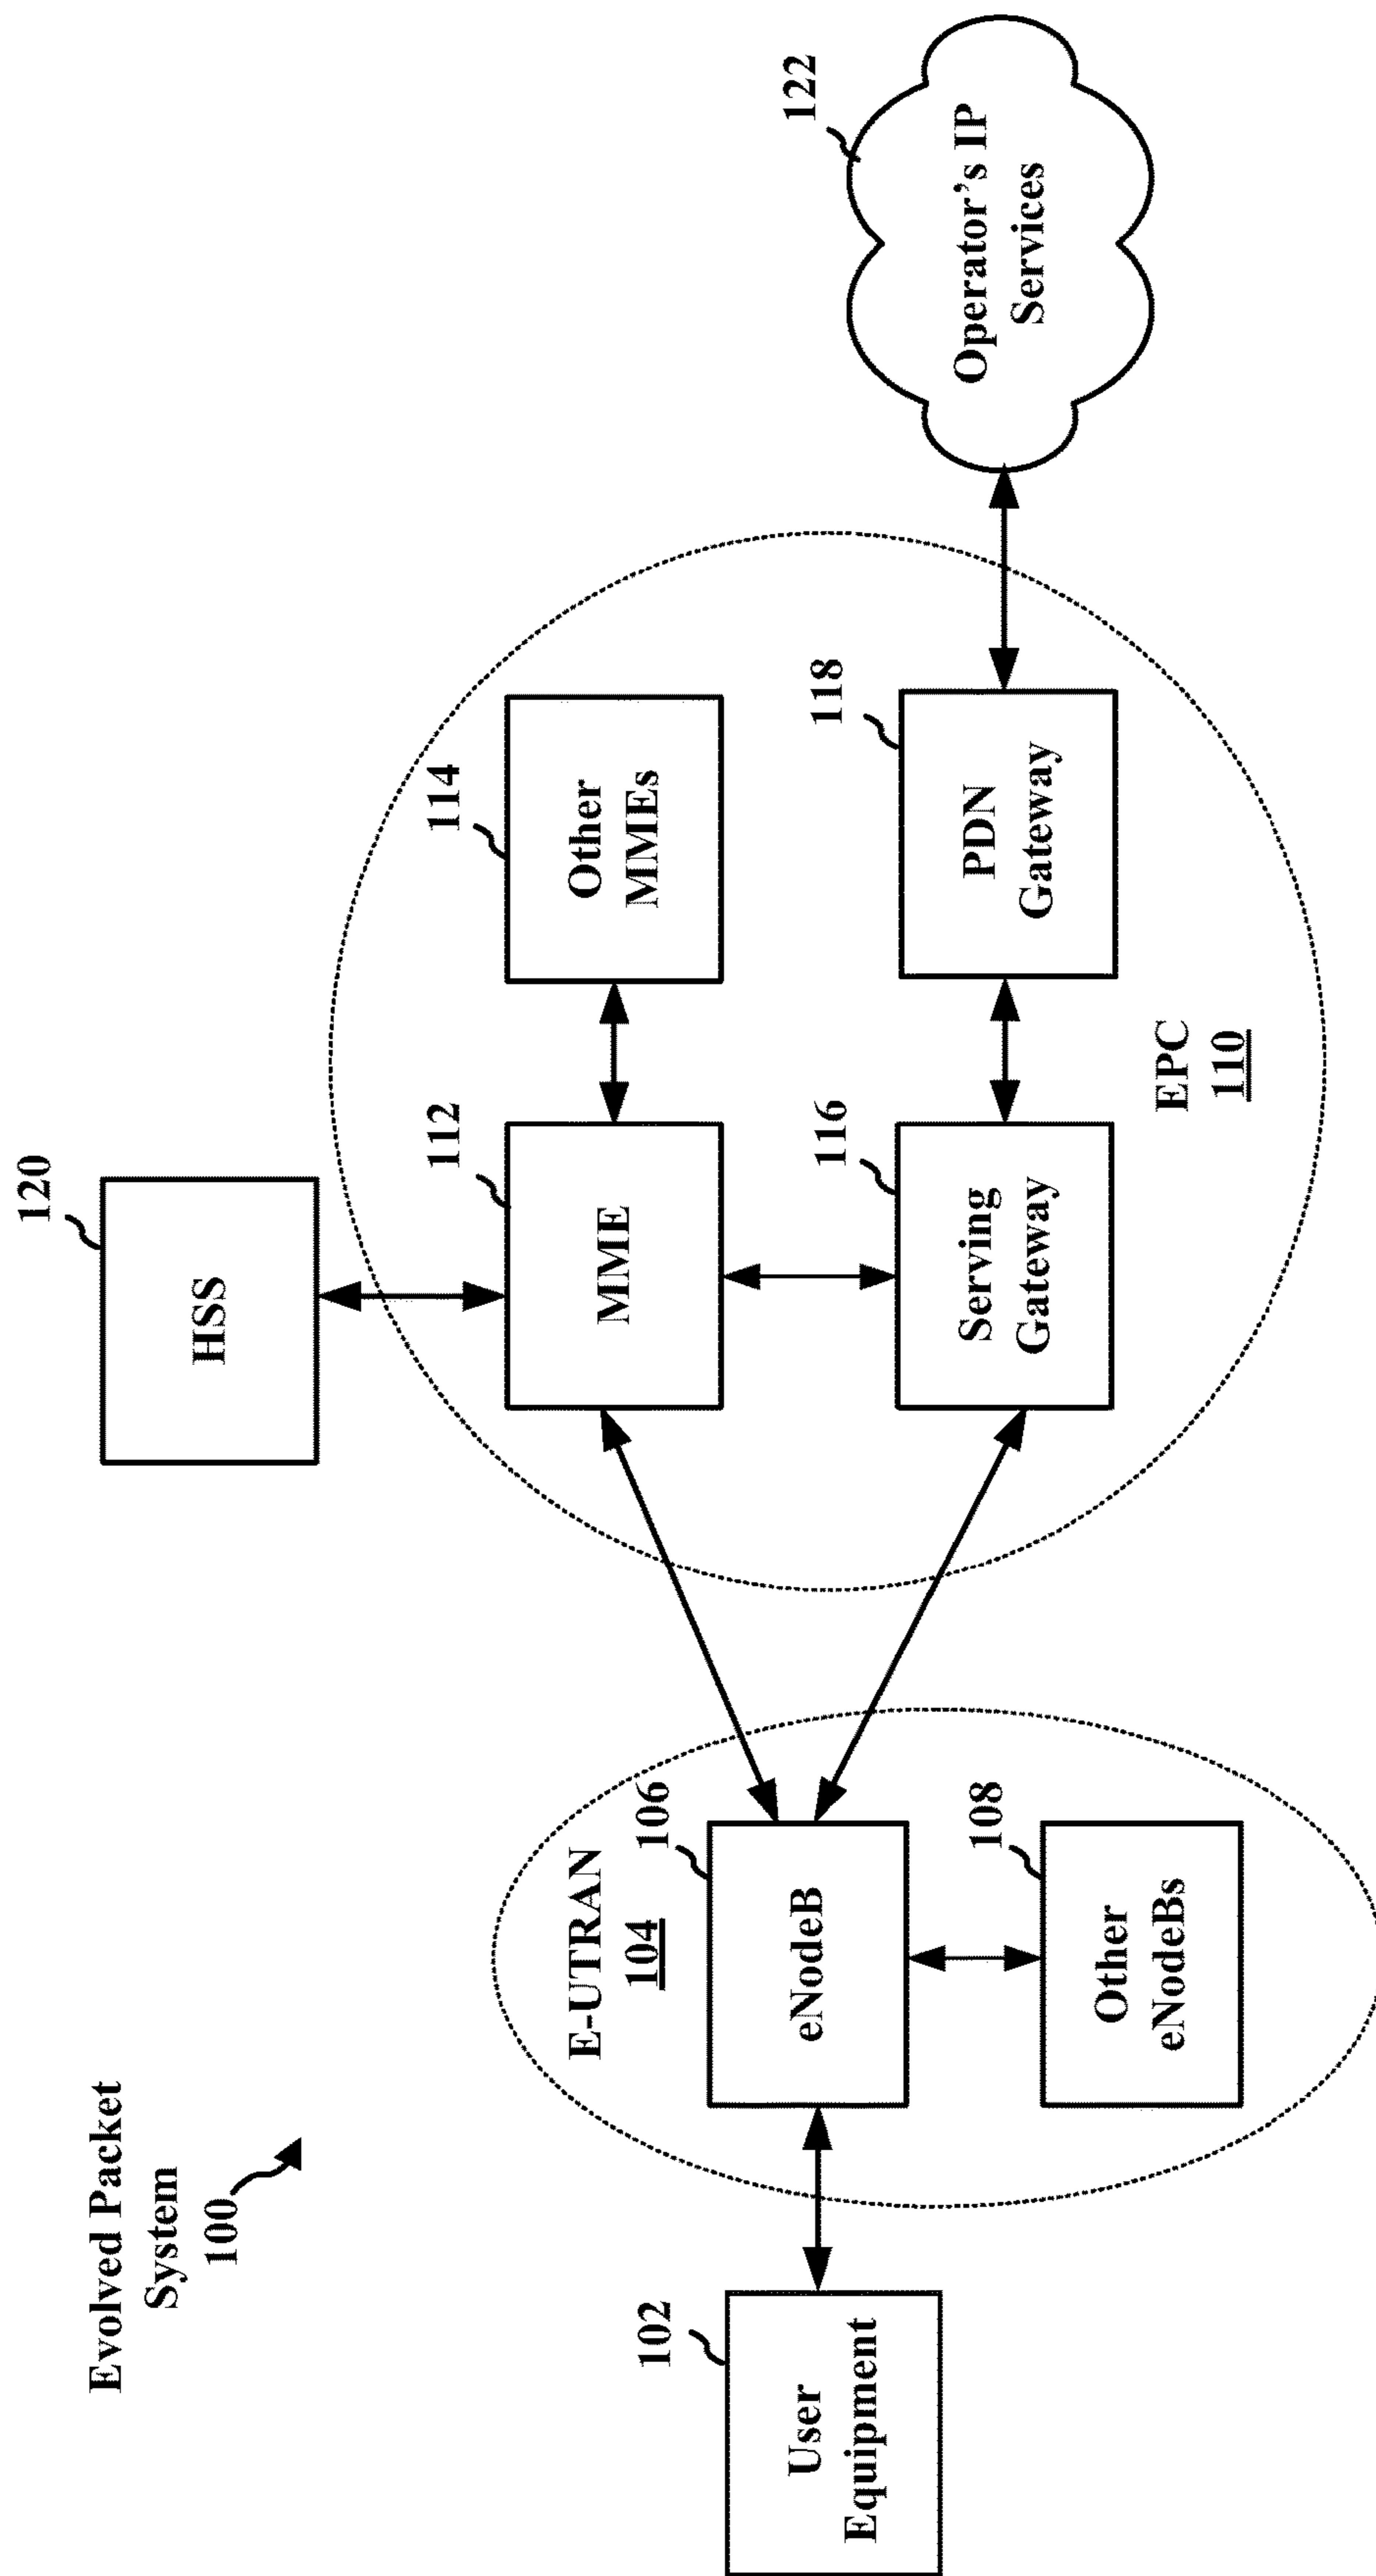 Evolved Packet
System
100
120
HSS
102
User
Equipment
E-UTRAN
104
106
eNodeB
108
Other
eNodeBs
112
MME
114
Other
MMEs
116
Serving
Gateway
118
PDN
Gateway
EPC
110
122
Operator's IP
Services